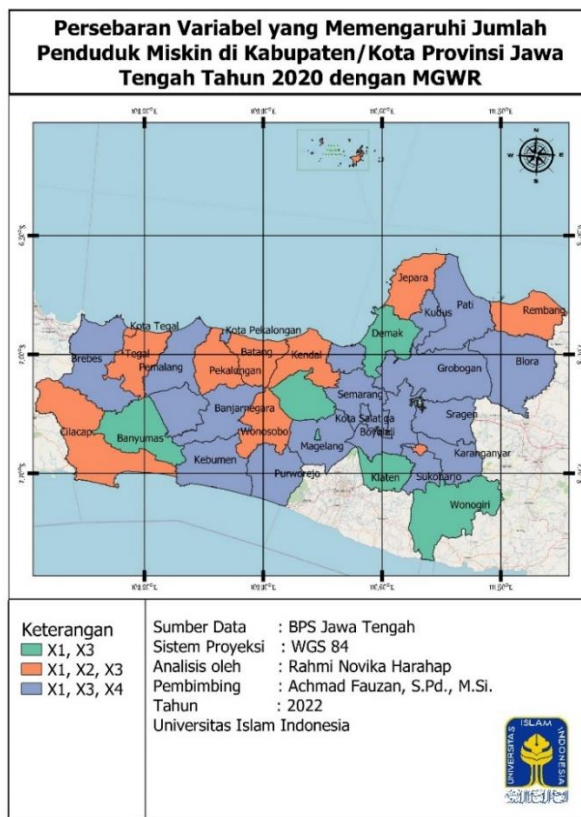 Persebaran Variabel yang Memengaruhi Jumlah
Penduduk Miskin di Kabupaten/Kota Provinsi Jawa
Tengah Tahun 2020 dengan MGWR
N
W
E
S
Jepara
Pati
Kudus
Rembang
Demak
Kota Tegal
Kota Pekalongan
Brebes
Tegal
Pemalang
Batang
Pekalongan
Kendal
Grobogan
Blora
Semarang
Banjarnegara
Kota Salatiga
Boyolali
Sragen
Cilacap
Banyumas
Wonosobo
Magelang
Karanganyar
Kebumen
Purworejo
Klaten
Sukoharjo
Wonogiri
Keterangan
X1, X3
X1, X2, X3
X1, X3, X4
Sumber Data : BPS Jawa Tengah
Sistem Proyeksi : WGS 84
Analisis oleh : Rahmi Novika Harahap
Pembimbing : Achmad Fauzan, S.Pd., M.Si.
Tahun : 2022
Universitas Islam Indonesia
UNIVERSITAS
ISLAM
INDONESIA